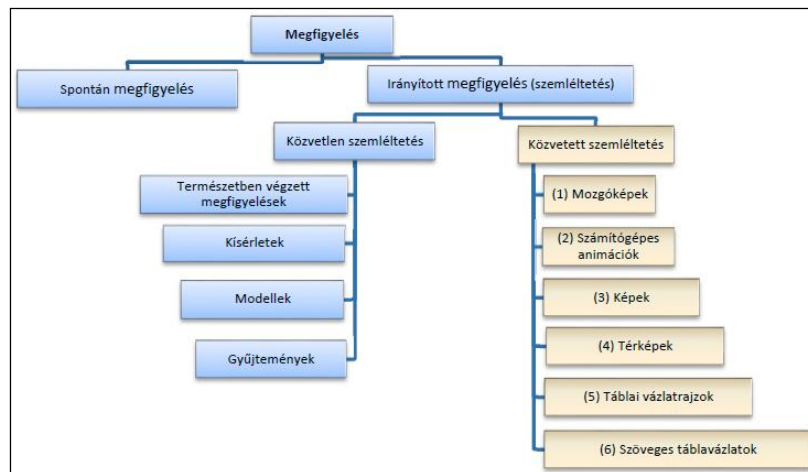 Megfigyelés
Spontán megfigyelés
Irányított megfigyelés (szemléltetés)
Közvetlen szemléltetés
Természetben végzett
megfigyelések
Kísérletek
Modellek
Gyűjtemények
Közvetett szemléltetés
(1) Mozgóképek
(2) Számítógépes
animációk
(3) Képek
(4) Térképek
(5) Táblai vázlatrajzok
(6) Szöveges táblavázlatok